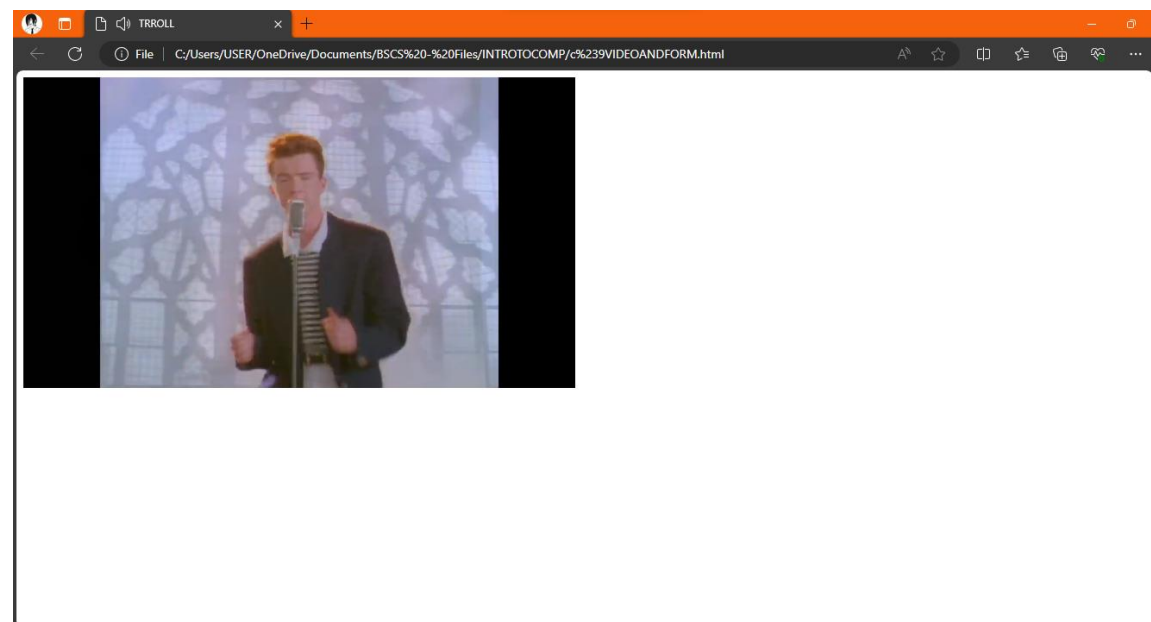 TRROLL
File C:/Users/USER/OneDrive/Documents/BSCS%20-%20Files/INTROTOCOMP/c%239VIDEOANDFORM.html